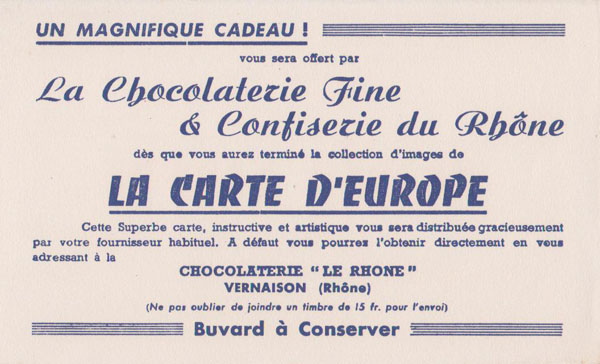 UN MAGNIFIQUE CADEAU !
vous sera offert par
La Chocolaterie Fine
& Confiserie du Rhône
dès que vous aurez terminé la collection d'images de
LA CARTE D'EUROPE
Cette Superbe carte, instructive et artistique vous sera distribuée gracieusement
par votre fournisseur habituel. A défaut vous pourrez l'obtenir directement en vous
adressant à la
CHOCOLATERIE "LE RHONE"
VERNAISON (Rhône)
(Ne pas oublier de joindre un timbre de 15 fr. pour l'envoi)
Buvard à Conserver